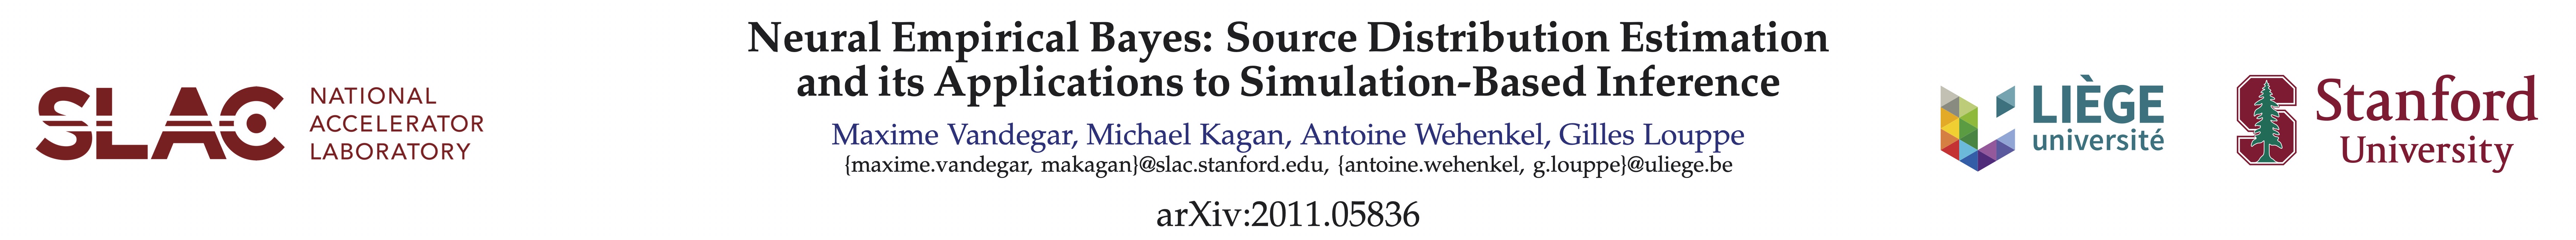 SLAC
NATIONAL
ACCELERATOR
LABORATORY
Neural Empirical Bayes: Source Distribution Estimation
and its Applications to Simulation-Based Inference
Maxime Vandegar, Michael Kagan, Antoine Wehenkel, Gilles Louppe
{maxime.vandegar, makagan}@slac.stanford.edu, {antoine.wehenkel, g.louppe}@uliege.be
arXiv:2011.05836
LIÈGE
université
S
Stanford
University